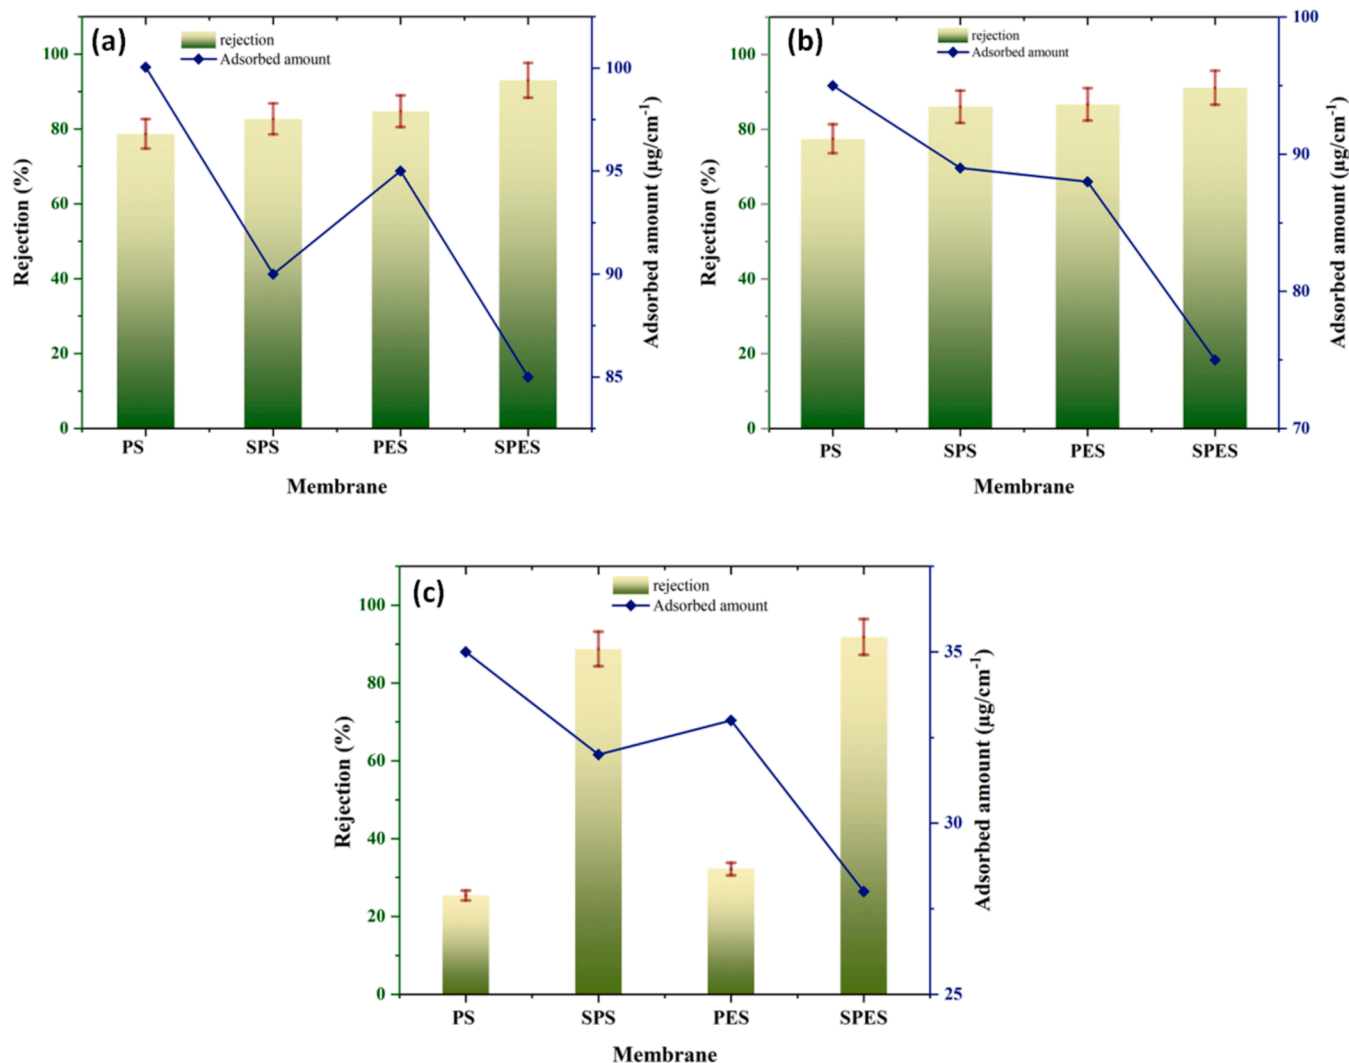 (a)
rejection
Adsorbed amount
Rejection (%)
100
80
60
40
20
0
Adsorbed amount (µg/cm⁻¹)
100
95
90
85
PS SPS PES SPES
Membrane
(b)
rejection
Adsorbed amount
Rejection (%)
100
80
60
40
20
0
Adsorbed amount (µg/cm⁻¹)
100
90
80
70
PS SPS PES SPES
Membrane
(c)
rejection
Adsorbed amount
Rejection (%)
100
80
60
40
20
0
Adsorbed amount (µg/cm⁻¹)
35
30
25
PS SPS PES SPES
Membrane